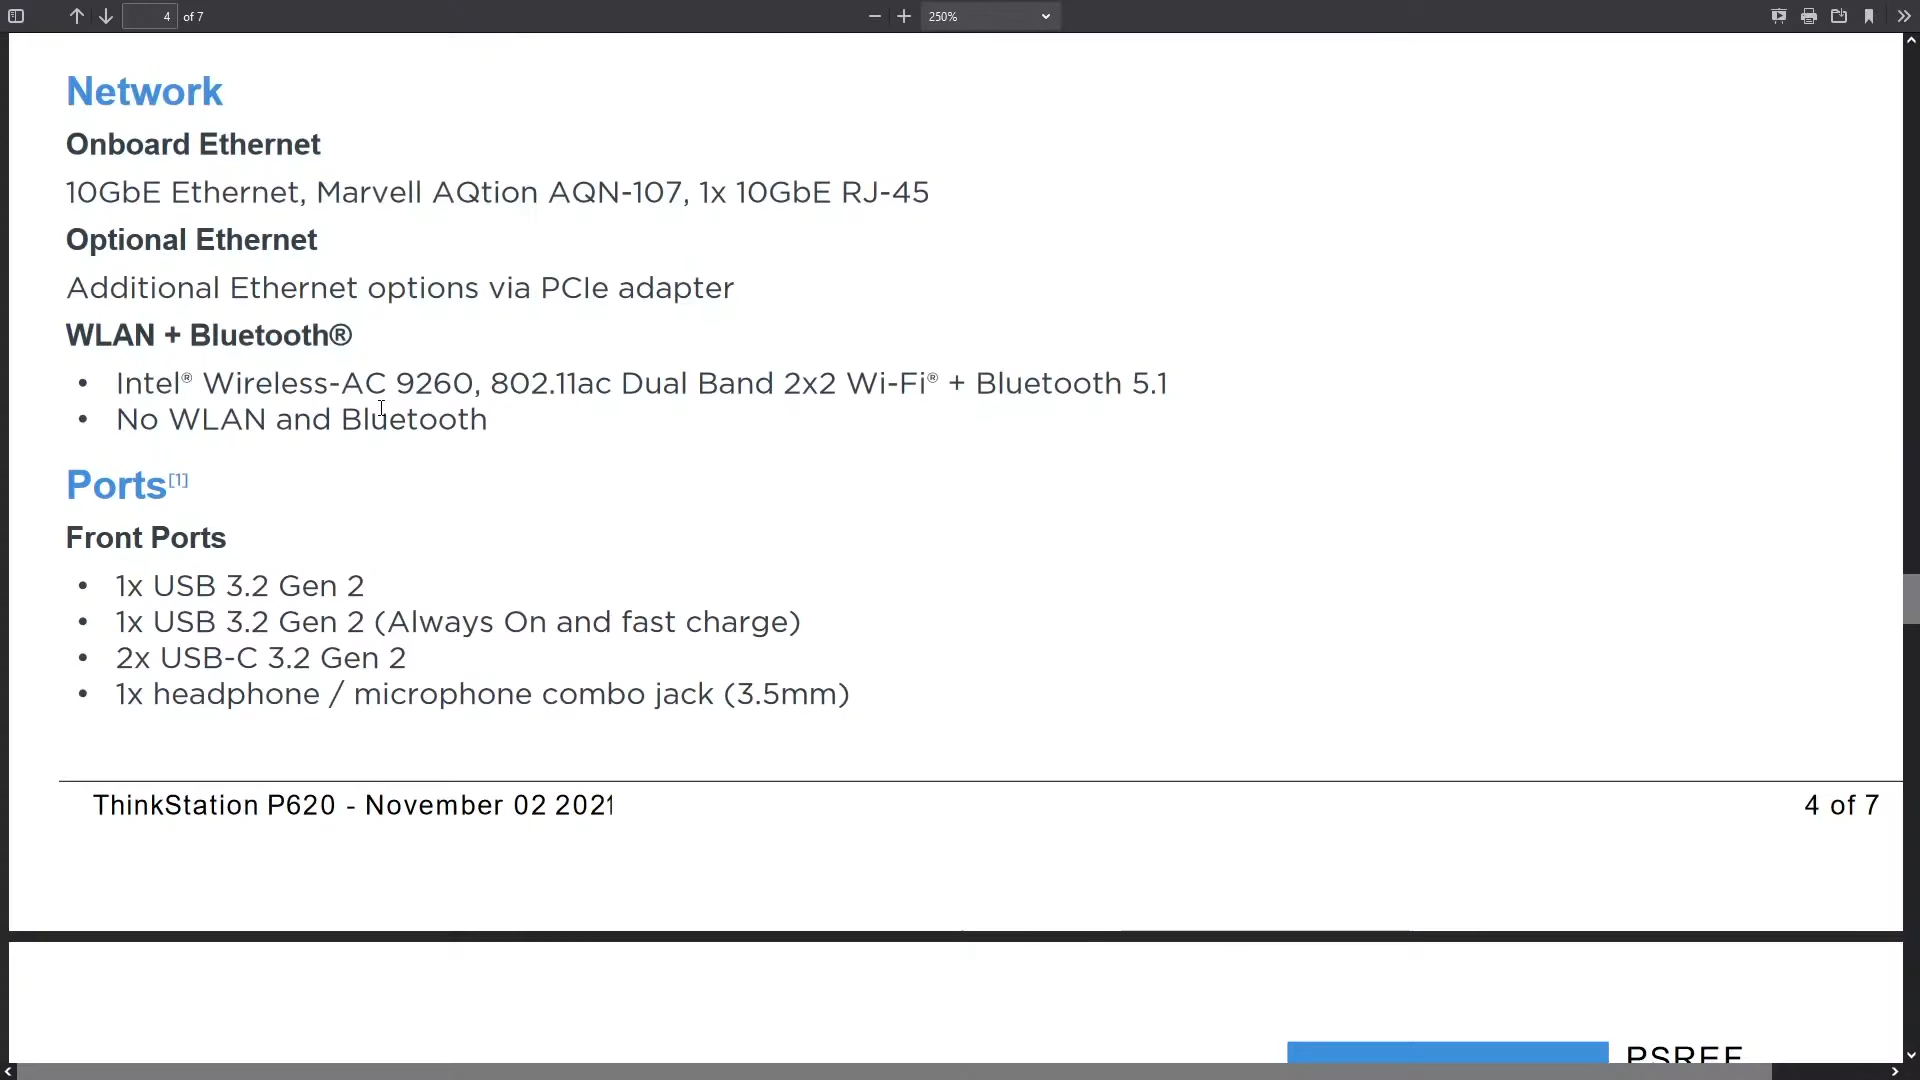 4 of 7
250%
Network
Onboard Ethernet
10GbE Ethernet, Marvell AQtion AQN-107, 1x 10GbE RJ-45
Optional Ethernet
Additional Ethernet options via PCIe adapter
WLAN + Bluetooth®
• Intel® Wireless-AC 9260, 802.11ac Dual Band 2x2 Wi-Fi® + Bluetooth 5.1
• No WLAN and Bluetooth
Ports[1]
Front Ports
• 1x USB 3.2 Gen 2
• 1x USB 3.2 Gen 2 (Always On and fast charge)
• 2x USB-C 3.2 Gen 2
• 1x headphone / microphone combo jack (3.5mm)
ThinkStation P620 - November 02 2021
4 of 7
PSREF